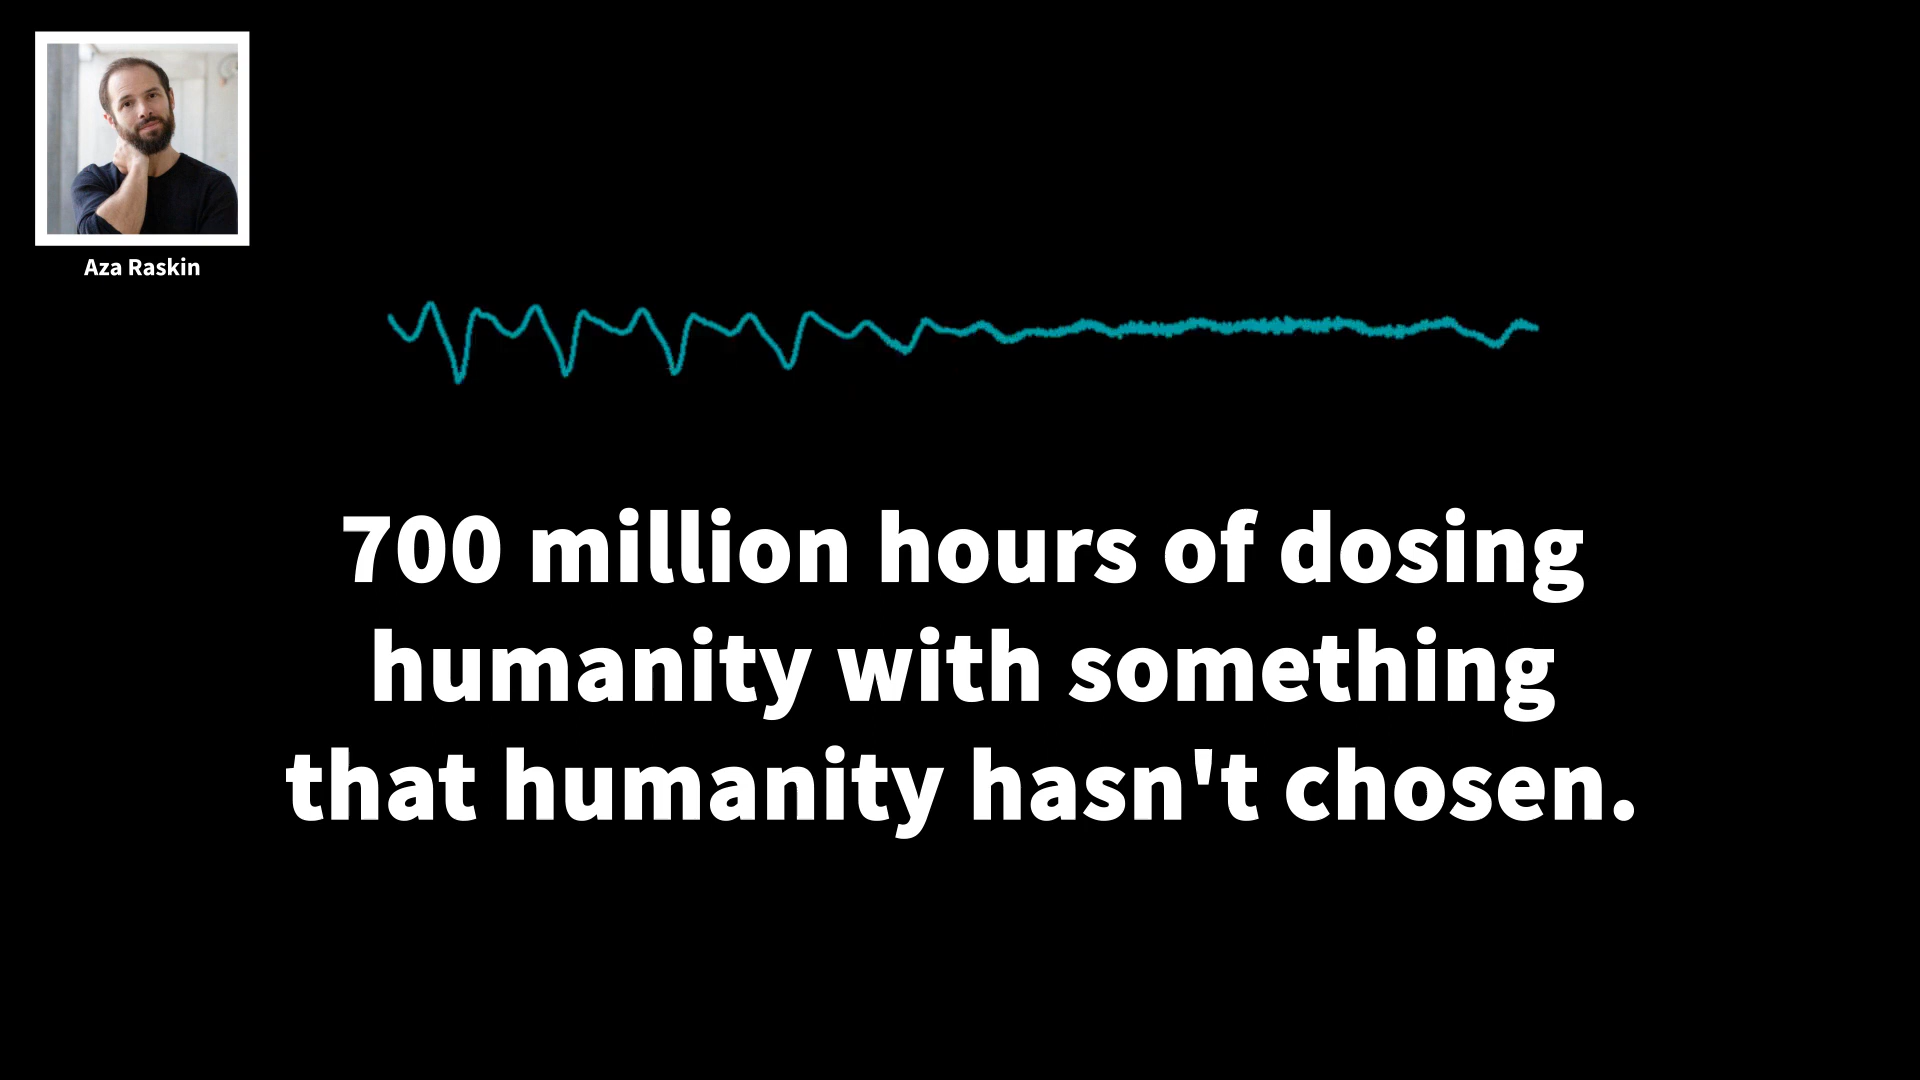 Aza Raskin
700 million hours of dosing
humanity with something
that humanity hasn't chosen.